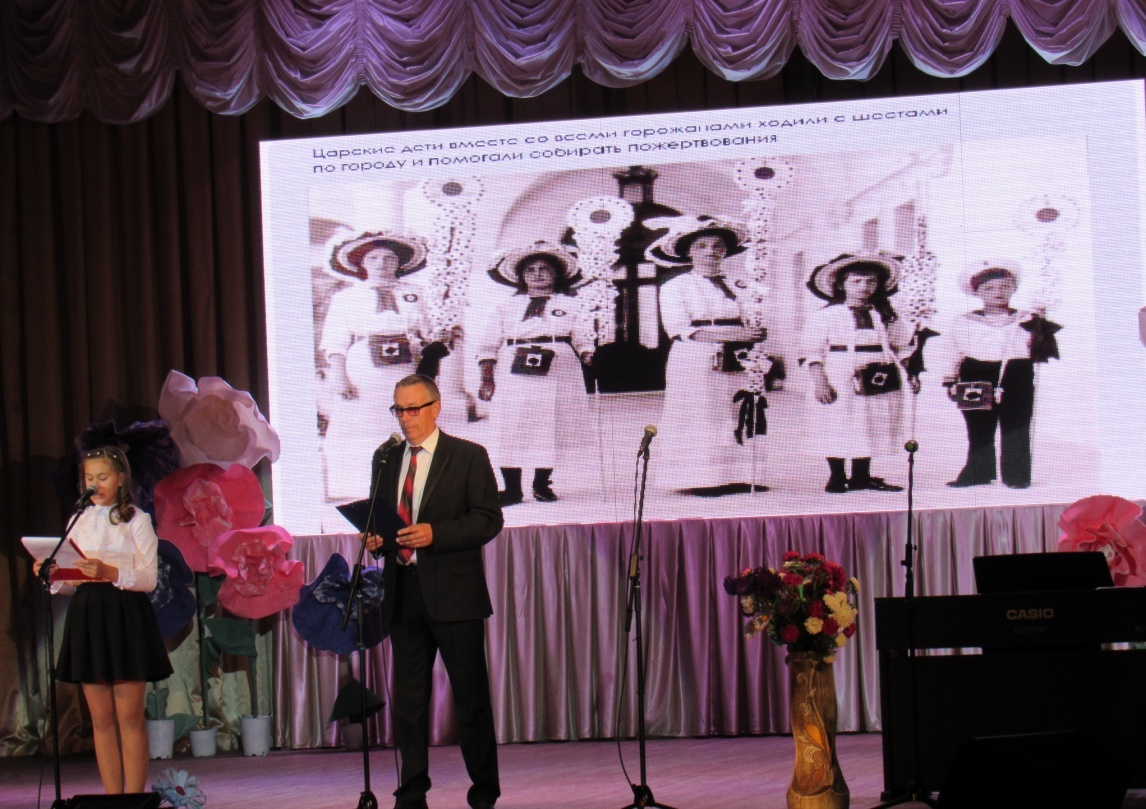 Царские дети вместе со всеми горожанами ходили с шестами
по городу и помогали собирать пожертвования
CASIO